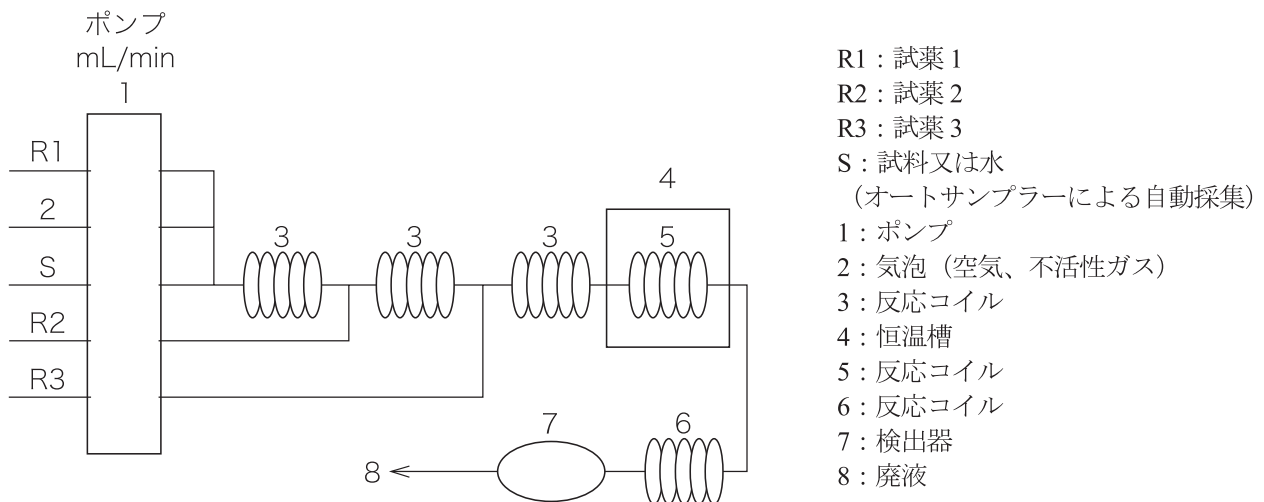 ポンプ
mL/min
1
R1
2
S
R2
R3
3
3
3
4
5
6
7
8
R1：試薬 1
R2：試薬 2
R3：試薬 3
S：試料又は水
（オートサンプラーによる自動採集）
1：ポンプ
2：気泡（空気、不活性ガス）
3：反応コイル
4：恒温槽
5：反応コイル
6：反応コイル
7：検出器
8：廃液